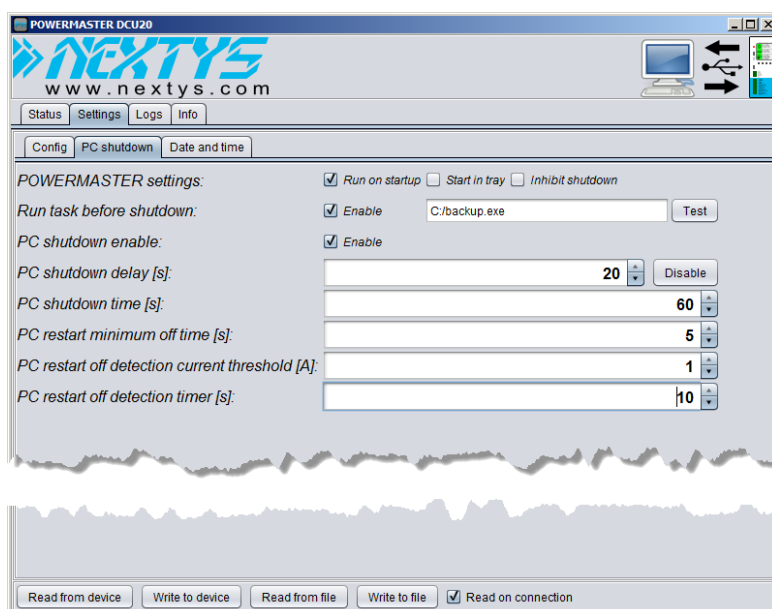 POWERMASTER DCU20
NEXTYS
www.nextys.com
Status Settings Logs Info
Config PC shutdown Date and time
POWERMASTER settings: Run on startup Start in tray Inhibit shutdown
Run task before shutdown: Enable C:/backup.exe Test
PC shutdown enable: Enable
PC shutdown delay [s]: 20 Disable
PC shutdown time [s]: 60
PC restart minimum off time [s]: 5
PC restart off detection current threshold [A]: 1
PC restart off detection timer [s]: 10
Read from device Write to device Read from file Write to file Read on connection